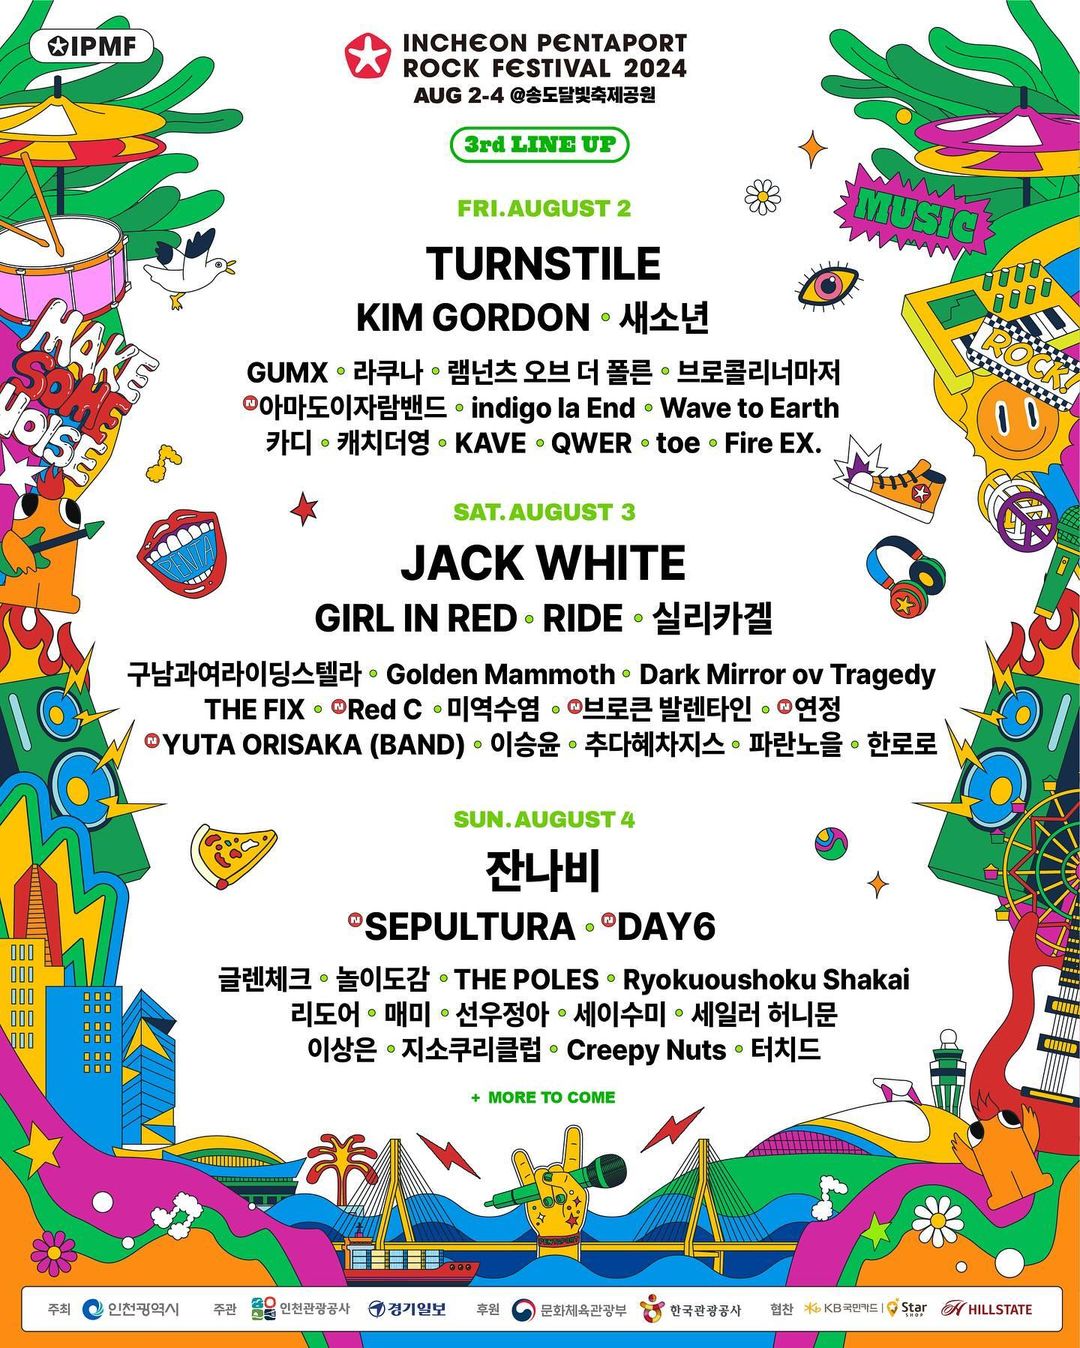 IPMF
INCHEON PENTAPORT
ROCK FESTIVAL 2024
AUG 2-4 @송도달빛축제공원
3rd LINE UP
MUSIC
MAKE
SOME
NOISE
ROCK!
PENTA
FRI.AUGUST 2
TURNSTILE
KIM GORDON • 새소년
GUMX • 라쿠나 • 램넌츠 오브 더 폴른 • 브로콜리너마저
N아마도이자람밴드 • indigo la End • Wave to Earth
카디 • 캐치더영 • KAVE • QWER • toe • Fire EX.
SAT.AUGUST 3
JACK WHITE
GIRL IN RED • RIDE • 실리카겔
구남과여라이딩스텔라 • Golden Mammoth • Dark Mirror ov Tragedy
THE FIX • NRed C • 미역수염 • N브로큰 발렌타인 • N연정
NYUTA ORISAKA (BAND) • 이승윤 • 추다혜차지스 • 파란노을 • 한로로
SUN.AUGUST 4
잔나비
NSEPULTURA • NDAY6
글렌체크 • 놀이도감 • THE POLES • Ryokuoushoku Shakai
리도어 • 매미 • 선우정아 • 세이수미 • 세일러 허니문
이상은 • 지소쿠리클럽 • Creepy Nuts • 터치드
+ MORE TO COME
PENTAPORT
주최 인천광역시 주관 인천관광공사 경기일보 후원 문화체육관광부 한국관광공사 협찬 KB국민카드 | Star SHOP HILLSTATE